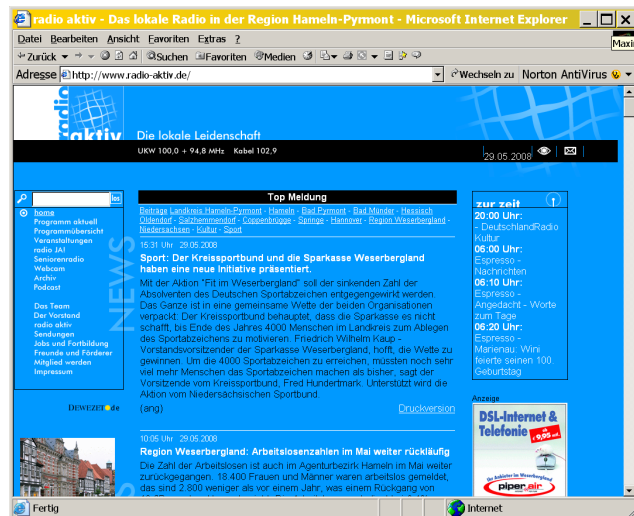 radio aktiv - Das lokale Radio in der Region Hameln-Pyrmont - Microsoft Internet Explorer
Datei Bearbeiten Ansicht Favoriten Extras ?
Maxi
Zurück Suchen Favoriten Medien
Adresse http://www.radio-aktiv.de/ Wechseln zu Norton AntiVirus
radio
aktiv
Die lokale Leidenschaft
UKW 100,0 + 94,8 MHz Kabel 102,9
29.05.2008
los
home
Programm aktuell
Programmübersicht
Veranstaltungen
radio JA!
Seniorenradio
Webcam
Archiv
Podcast
Das Team
Der Vorstand
radio aktiv
Sendungen
Jobs und Fortbildung
Freunde und Förderer
Mitglied werden
Impressum
DEWEZET de
NEWS
Top Meldung
Beiträge Landkreis Hameln-Pyrmont - Hameln - Bad Pyrmont - Bad Münder - Hessisch
Oldendorf - Salzhemmendorf - Coppenbrügge - Springe - Hannover - Region Weserbergland -
Niedersachsen - Kultur - Sport
15:31 Uhr 29.05.2008
Sport: Der Kreissportbund und die Sparkasse Weserbergland
haben eine neue Initiative präsentiert.
Mit der Aktion "Fit im Weserbergland" soll der sinkenden Zahl der
Absolventen des Deutschen Sportabzeichen entgegengewirkt werden.
Das Ganze ist in eine gemeinsame Wette der beiden Organisationen
verpackt: Der Kreissportbund behauptet, dass die Sparkasse es nicht
schafft, bis Ende des Jahres 4000 Menschen im Landkreis zum Ablegen
des Sportabzeichens zu motivieren. Friedrich Wilhelm Kaup -
Vorstandsvorsitzender der Sparkasse Weserbergland, hofft, die Wette zu
gewinnen. Um die 4000 Sportabzeichen zu erreichen, müssten noch sehr
viel mehr Menschen das Sportabzeichen machen als bisher, sagt der
Vorsitzende vom Kreissportbund, Fred Hundertmark. Unterstützt wird die
Aktion vom Niedersächsischen Sportbund.
(ang) Druckversion
10:05 Uhr 29.05.2008
Region Weserbergland: Arbeitslosenzahlen im Mai weiter rückläufig
Die Zahl der Arbeitslosen ist auch im Agenturbezirk Hameln im Mai weiter
zurückgegangen. 18.400 Frauen und Männer waren arbeitslos gemeldet,
das sind 2.800 weniger als vor einem Jahr, was einem Rückgang von
zur zeit
20:00 Uhr:
- DeutschlandRadio
Kultur
06:00 Uhr:
Espresso -
Nachrichten
06:10 Uhr:
Espresso -
Angedacht - Worte
zum Tage
06:20 Uhr:
Espresso -
Marienau: Wini
feierte seinen 100.
Geburtstag
Anzeige
DSL-Internet &
Telefonie
ab
€ 9,95 mtl.
Ihr Anbieter im Weserbergland
piper.air
Fertig Internet